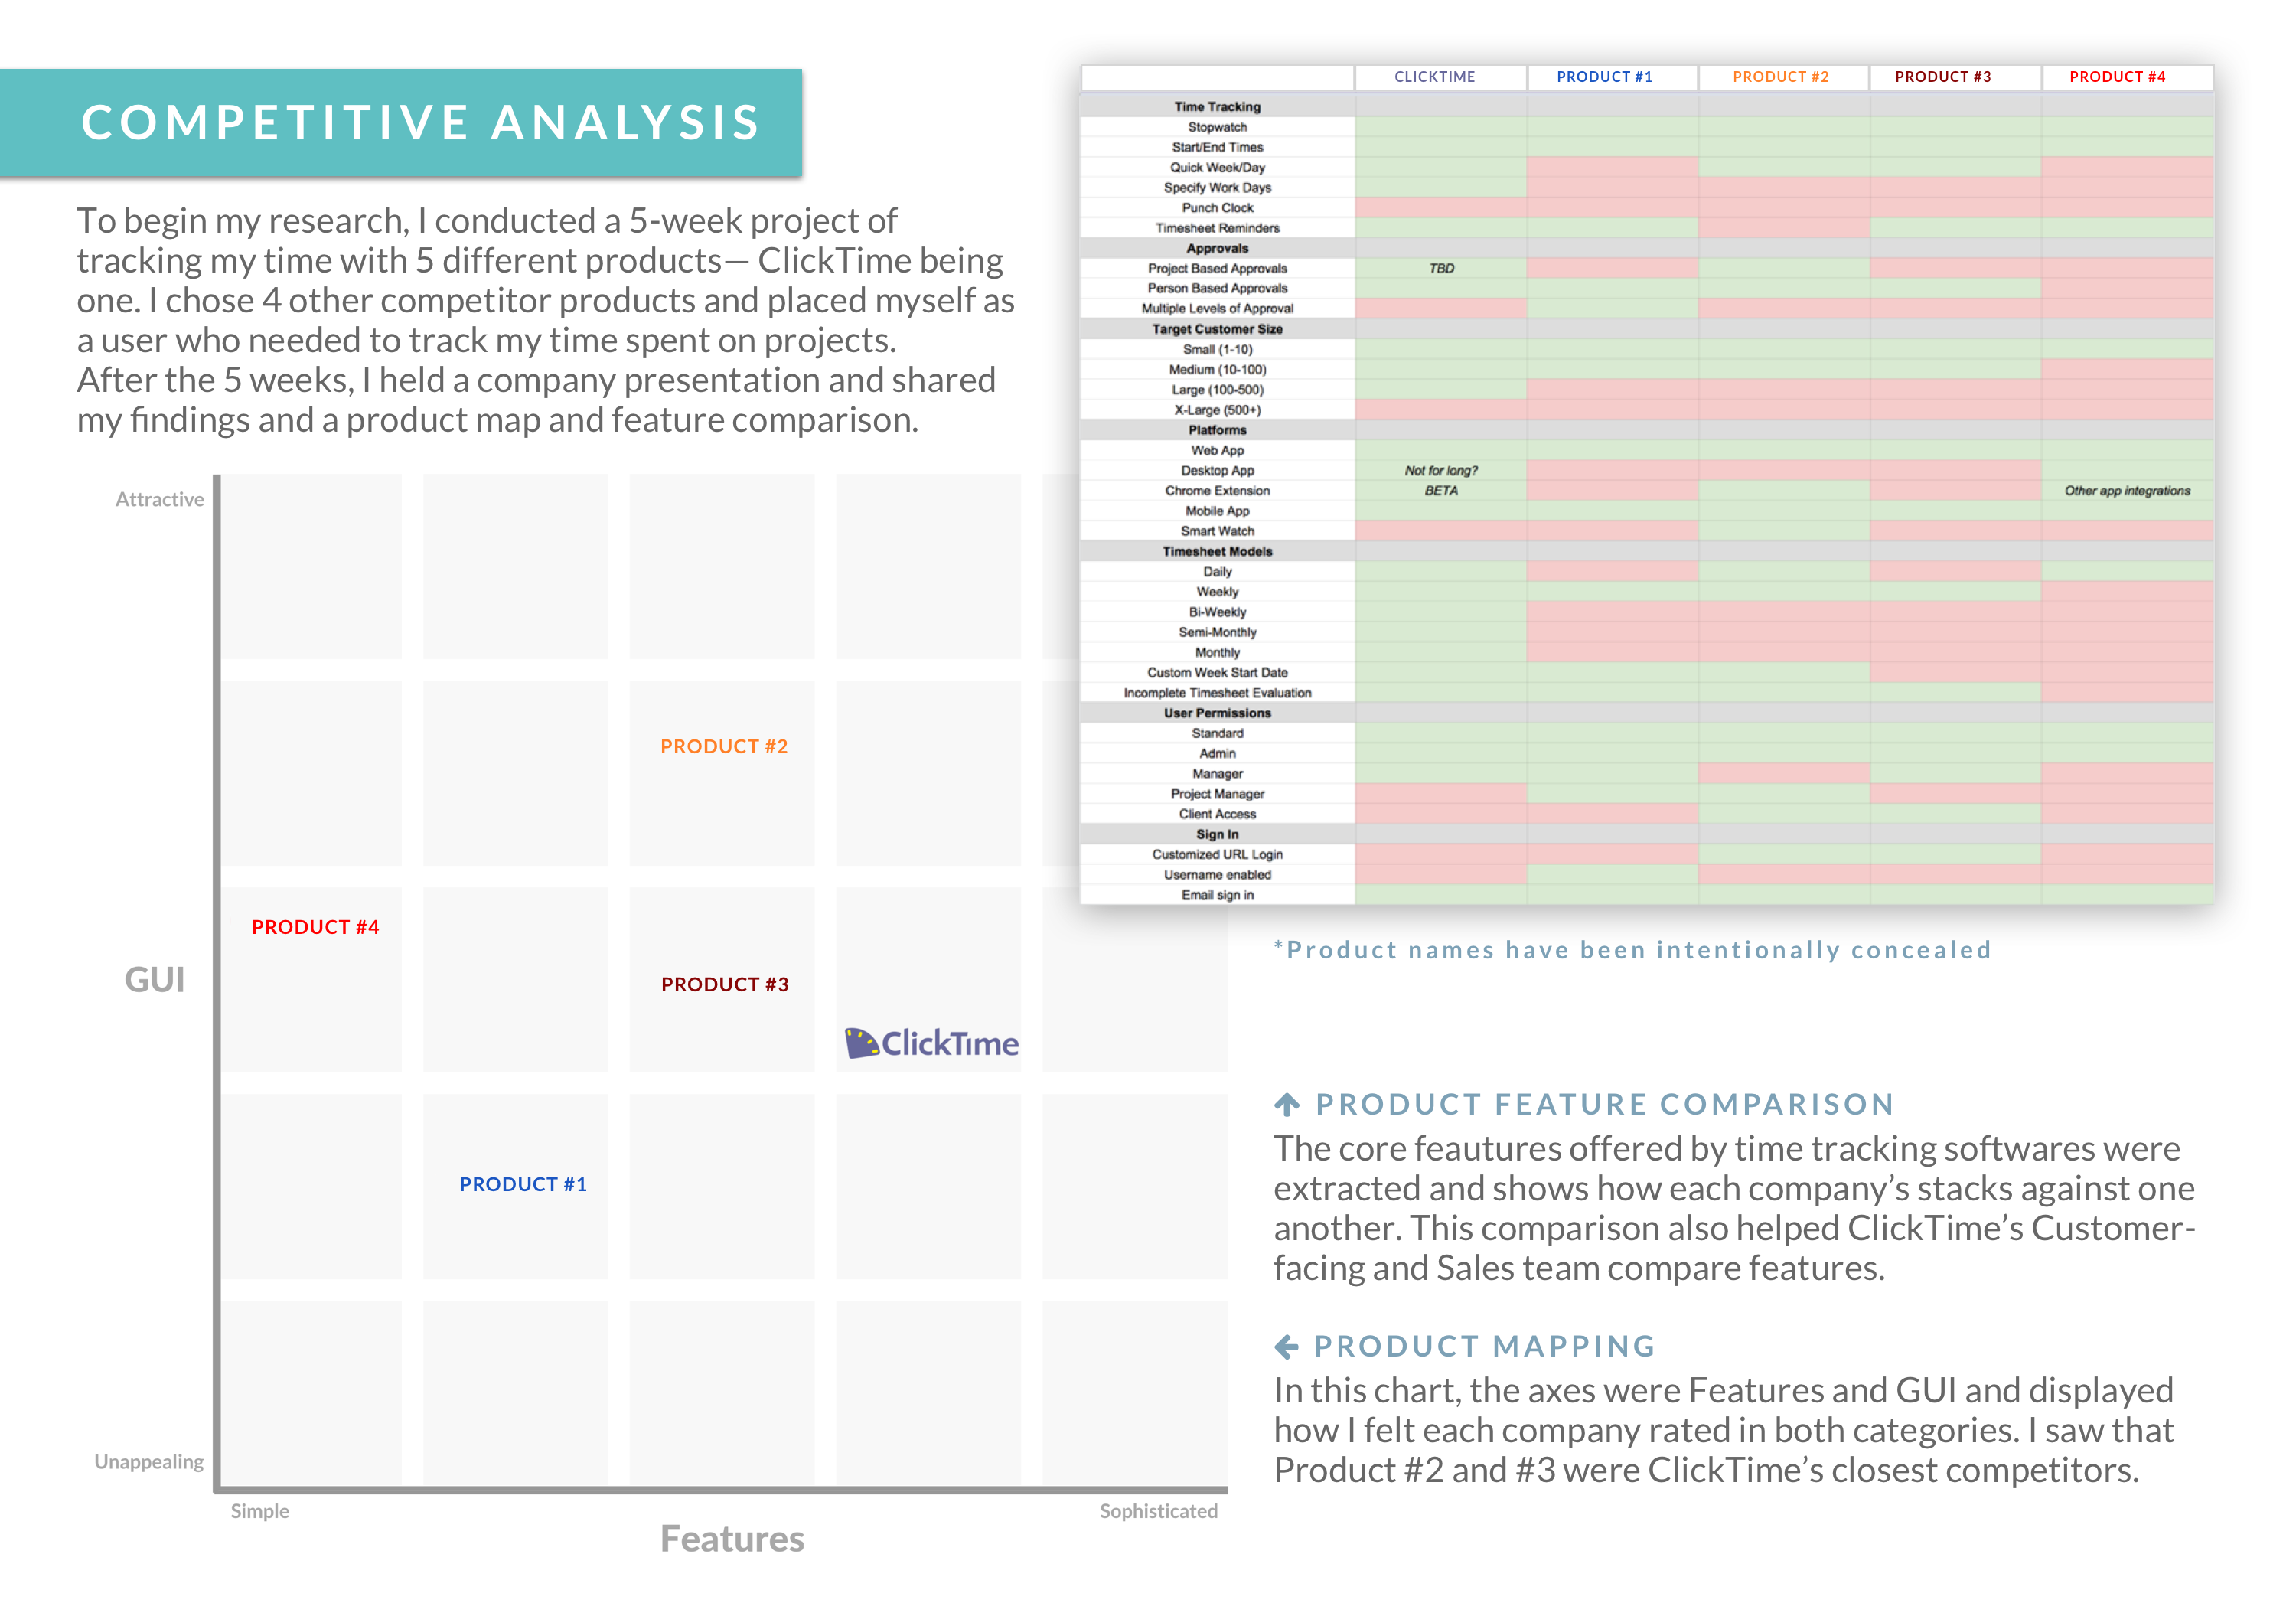 COMPETITIVE ANALYSIS
To begin my research, I conducted a 5-week project of
tracking my time with 5 different products— ClickTime being
one. I chose 4 other competitor products and placed myself as
a user who needed to track my time spent on projects.
After the 5 weeks, I held a company presentation and shared
my findings and a product map and feature comparison.
CLICKTIME PRODUCT #1 PRODUCT #2 PRODUCT #3 PRODUCT #4
Time Tracking
Stopwatch
Start/End Times
Quick Week/Day
Specify Work Days
Punch Clock
Timesheet Reminders
Approvals
Project Based Approvals TBD
Person Based Approvals
Multiple Levels of Approval
Target Customer Size
Small (1-10)
Medium (10-100)
Large (100-500)
X-Large (500+)
Platforms
Web App
Desktop App Not for long?
Chrome Extension BETA Other app integrations
Mobile App
Smart Watch
Timesheet Models
Daily
Weekly
Bi-Weekly
Semi-Monthly
Monthly
Custom Week Start Date
Incomplete Timesheet Evaluation
User Permissions
Standard
Admin
Manager
Project Manager
Client Access
Sign In
Customized URL Login
Username enabled
Email sign in
*Product names have been intentionally concealed
Attractive
PRODUCT #2
PRODUCT #4
GUI
PRODUCT #3
ClickTime
PRODUCT #1
Unappealing
Simple
Sophisticated
Features
PRODUCT FEATURE COMPARISON
The core feautures offered by time tracking softwares were
extracted and shows how each company’s stacks against one
another. This comparison also helped ClickTime’s Customer-
facing and Sales team compare features.
PRODUCT MAPPING
In this chart, the axes were Features and GUI and displayed
how I felt each company rated in both categories. I saw that
Product #2 and #3 were ClickTime’s closest competitors.